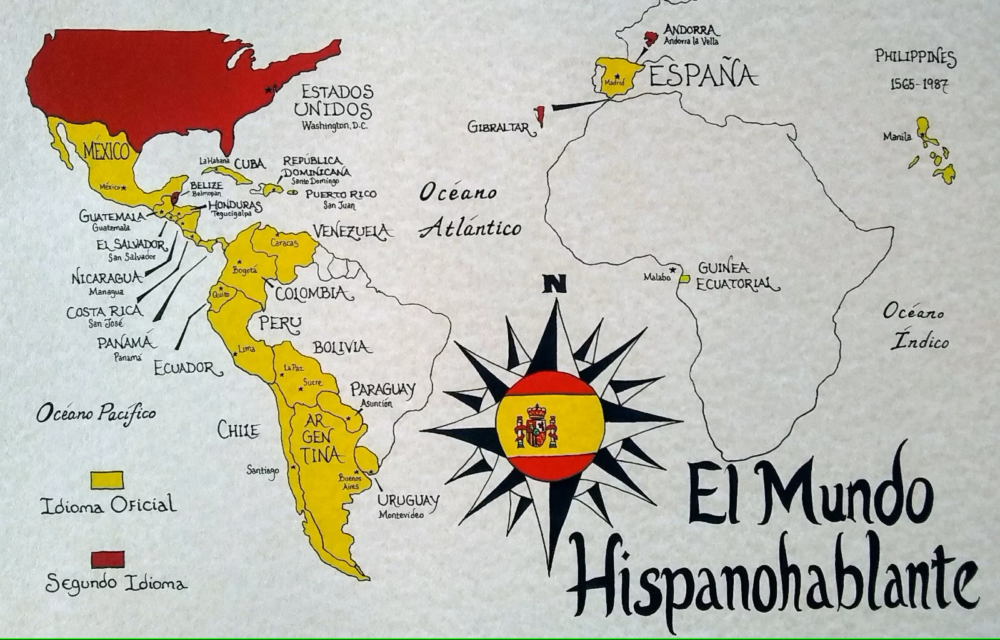 ANDORRA
Andorra la Vella
ESPAÑA
Madrid
GIBRALTAR
PHILIPPINES
1565-1987
Manila
ESTADOS
UNIDOS
Washington, D.C.
MÉXICO
México
La Habana
CUBA
REPÚBLICA
DOMINICANA
Santo Domingo
PUERTO RICO
San Juan
BELIZE
Belmopan
HONDURAS
Tegucigalpa
GUATEMALA
Guatemala
EL SALVADOR
San Salvador
NICARAGUA
Managua
COSTA RICA
San José
PANAMÁ
Panamá
VENEZUELA
Caracas
Bogotá
COLOMBIA
Quito
ECUADOR
PERU
Lima
BOLIVIA
La Paz
Sucre
PARAGUAY
Asunción
CHILE
Santiago
AR
GEN
TINA
Buenos
Aires
URUGUAY
Montevideo
Océano
Atlántico
Malabo
GUINEA
ECUATORIAL
Océano
Índico
Océano Pacífico
N
Idioma Oficial
Segundo Idioma
El Mundo
Hispanohablante